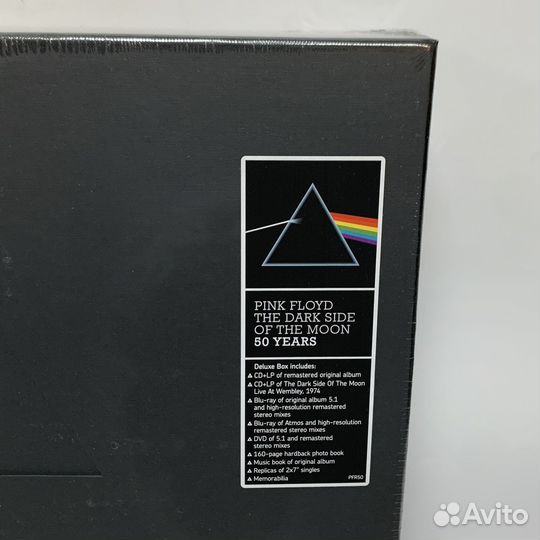 PINK FLOYD
THE DARK SIDE
OF THE MOON
50 YEARS
Deluxe Box includes:
CD+LP of remastered original album
CD+LP of The Dark Side Of The Moon
Live At Wembley, 1974
Blu-ray of original album 5.1
and high-resolution remastered
stereo mixes
Blu-ray of Atmos and high-resolution
remastered stereo mixes
DVD of 5.1 and remastered
stereo mixes
160-page hardback photo book
Music book of original album
Replicas of 2x7" singles
Memorabilia PFR50
Avito